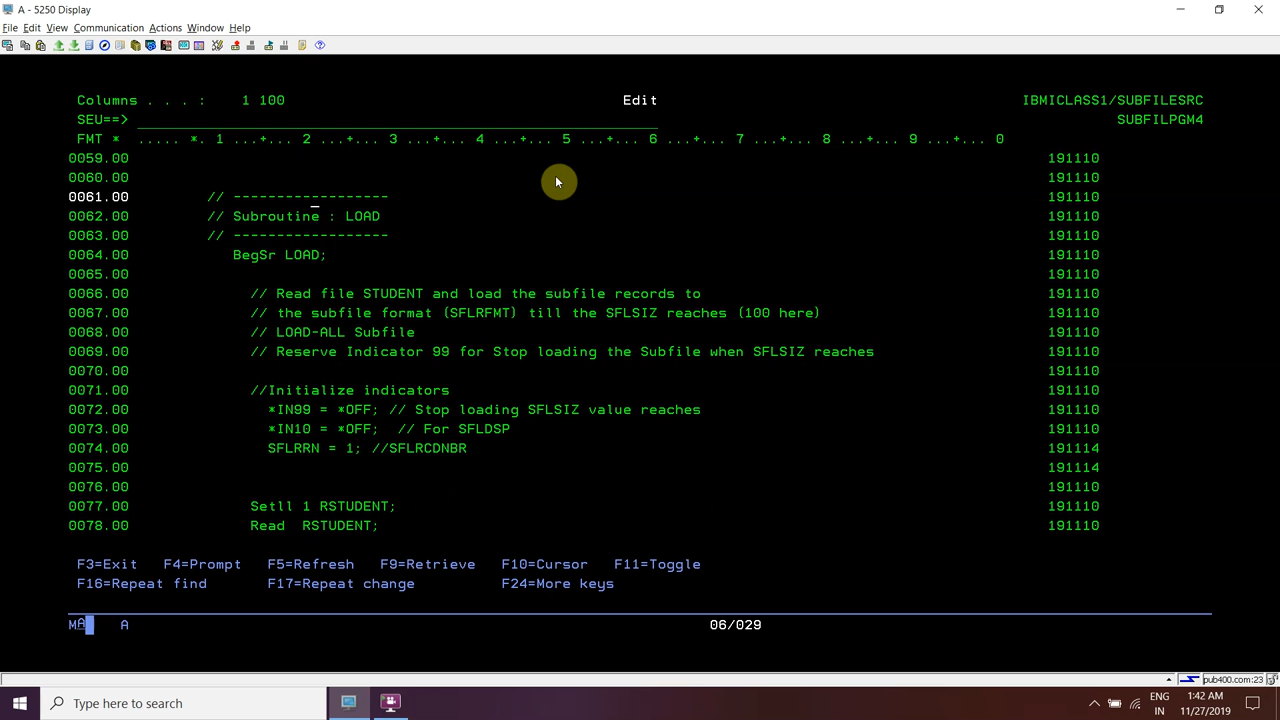 A - 5250 Display
File Edit View Communication Actions Window Help
Columns . . . :    1 100          Edit          IBMICLASS1/SUBFILESRC
SEU==>          SUBFILPGM4
FMT *  ..... *. 1 ...+... 2 ...+... 3 ...+... 4 ...+... 5 ...+... 6 ...+... 7 ...+... 8 ...+... 9 ...+... 0
0059.00          191110
0060.00          191110
0061.00          // ------------------          191110
0062.00          // Subroutine : LOAD          191110
0063.00          // ------------------          191110
0064.00             BegSr LOAD;          191110
0065.00          191110
0066.00               // Read file STUDENT and load the subfile records to          191110
0067.00               // the subfile format (SFLRFMT) till the SFLSIZ reaches (100 here)          191110
0068.00               // LOAD-ALL Subfile          191110
0069.00               // Reserve Indicator 99 for Stop loading the Subfile when SFLSIZ reaches          191110
0070.00          191110
0071.00               //Initialize indicators          191110
0072.00                 *IN99 = *OFF; // Stop loading SFLSIZ value reaches          191110
0073.00                 *IN10 = *OFF;  // For SFLDSP          191110
0074.00                 SFLRRN = 1; //SFLRCDNBR          191114
0075.00          191114
0076.00          191110
0077.00               Setll 1 RSTUDENT;          191110
0078.00               Read  RSTUDENT;          191110
F3=Exit   F4=Prompt   F5=Refresh   F9=Retrieve   F10=Cursor   F11=Toggle
F16=Repeat find       F17=Repeat change          F24=More keys
MA    A          06/029
pub400.com:23
Type here to search
ENG
IN
1:42 AM
11/27/2019